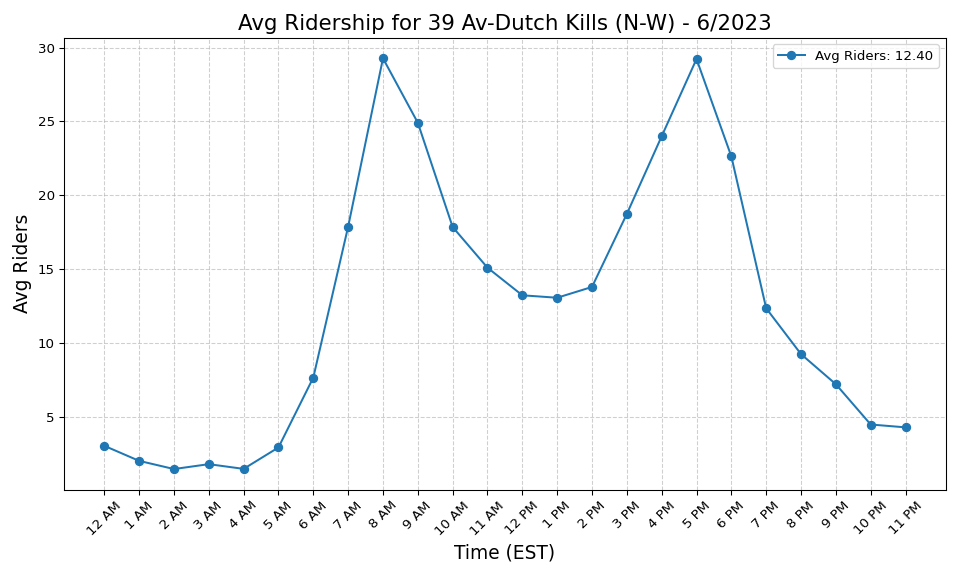 Avg Ridership for 39 Av-Dutch Kills (N-W) - 6/2023
Avg Riders: 12.40
Avg Riders
30
25
20
15
10
5
12 AM
1 AM
2 AM
3 AM
4 AM
5 AM
6 AM
7 AM
8 AM
9 AM
10 AM
11 AM
12 PM
1 PM
2 PM
3 PM
4 PM
5 PM
6 PM
7 PM
8 PM
9 PM
10 PM
11 PM
Time (EST)